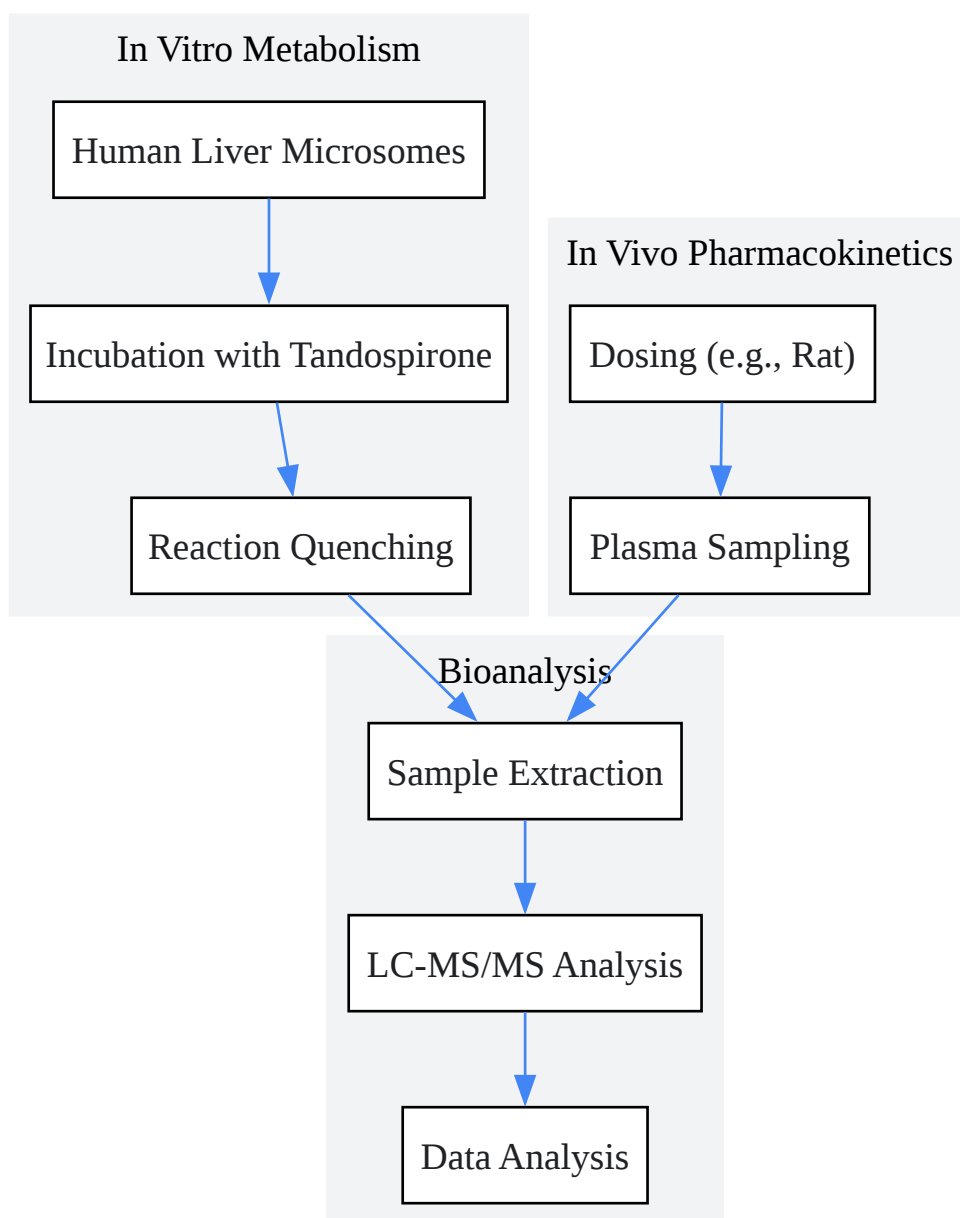 In Vitro Metabolism
Human Liver Microsomes
Incubation with Tandospirone
Reaction Quenching
In Vivo Pharmacokinetics
Dosing (e.g., Rat)
Plasma Sampling
Bioanalysis
Sample Extraction
LC-MS/MS Analysis
Data Analysis